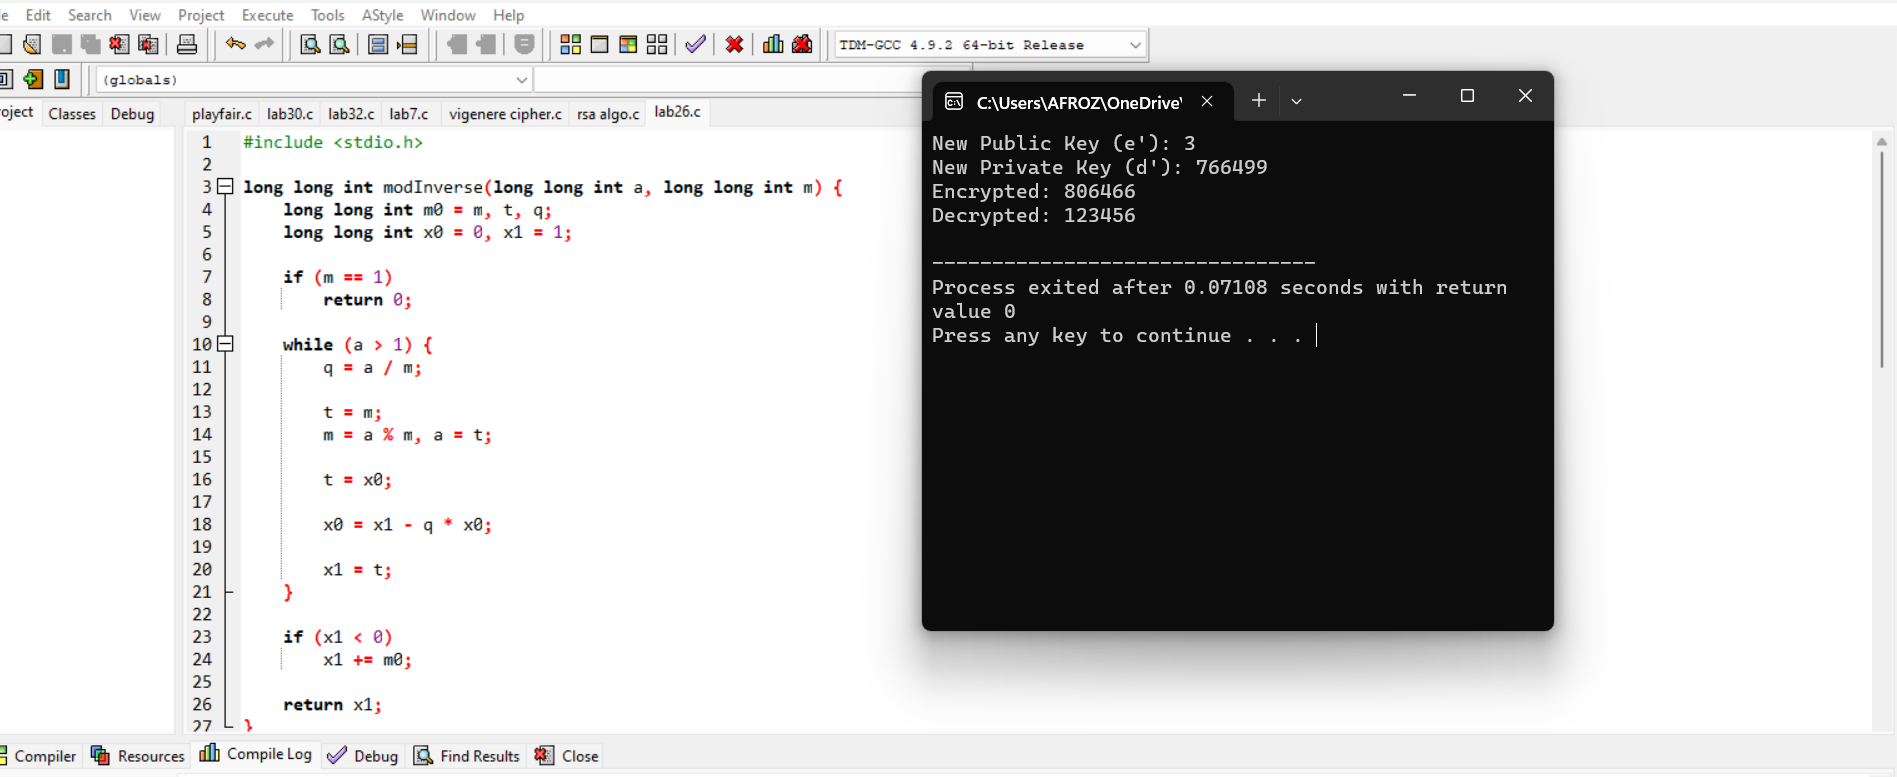 Edit Search View Project Execute Tools AStyle Window Help
TDM-GCC 4.9.2 64-bit Release
(globals)
Classes Debug
playfair.c lab30.c lab32.c lab7.c vigenere cipher.c rsa algo.c lab26.c
1 #include <stdio.h>
2
3 long long int modInverse(long long int a, long long int m) {
4 long long int m0 = m, t, q;
5 long long int x0 = 0, x1 = 1;
6
7 if (m == 1)
8 return 0;
9
10 while (a > 1) {
11 q = a / m;
12
13 t = m;
14 m = a % m, a = t;
15
16 t = x0;
17
18 x0 = x1 - q * x0;
19
20 x1 = t;
21 }
22
23 if (x1 < 0)
24 x1 += m0;
25
26 return x1;
27 }
C:\Users\AFROZ\OneDrive\
New Public Key (e'): 3
New Private Key (d'): 766499
Encrypted: 806466
Decrypted: 123456
--------------------------------
Process exited after 0.07108 seconds with return
value 0
Press any key to continue . . .
Compiler Resources Compile Log Debug Find Results Close